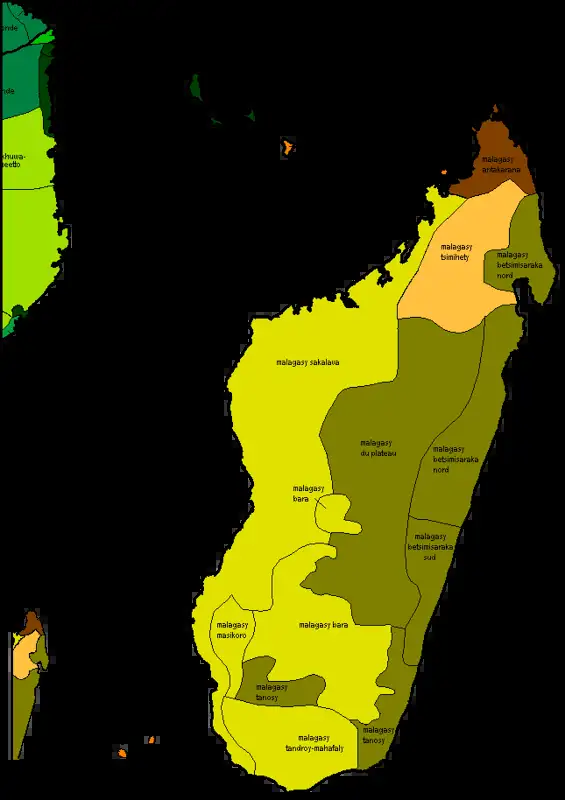 nde
nde
khuwa-
eetto
malagasy
antakarana
malagasy
tsimihety
malagasy
betsimisaraka
nord
malagasy sakalava
malagasy
du plateau
malagasy
betsimisaraka
nord
malagasy
bara
malagasy
betsimisaraka
sud
malagasy
masikoro
malagasy bara
malagasy
tanosy
malagasy
tandroy-mahafaly
malagasy
tanosy